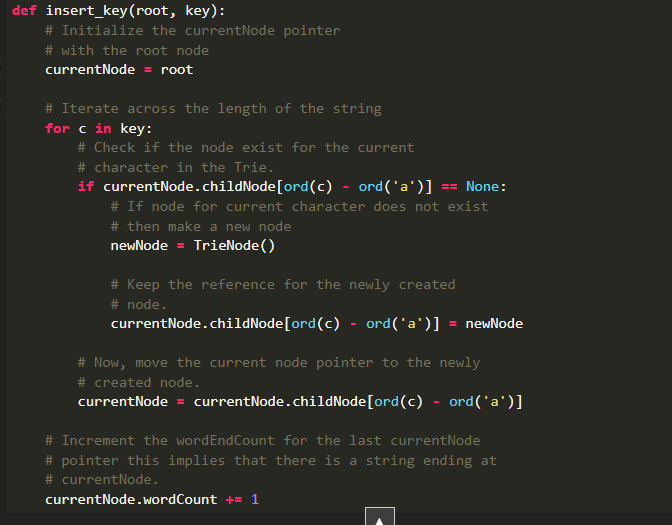 def insert_key(root, key):
    # Initialize the currentNode pointer
    # with the root node
    currentNode = root

    # Iterate across the length of the string
    for c in key:
        # Check if the node exist for the current
        # character in the Trie.
        if currentNode.childNode[ord(c) - ord('a')] == None:
            # If node for current character does not exist
            # then make a new node
            newNode = TrieNode()

            # Keep the reference for the newly created
            # node.
            currentNode.childNode[ord(c) - ord('a')] = newNode

        # Now, move the current node pointer to the newly
        # created node.
        currentNode = currentNode.childNode[ord(c) - ord('a')]

    # Increment the wordEndCount for the last currentNode
    # pointer this implies that there is a string ending at
    # currentNode.
    currentNode.wordCount += 1